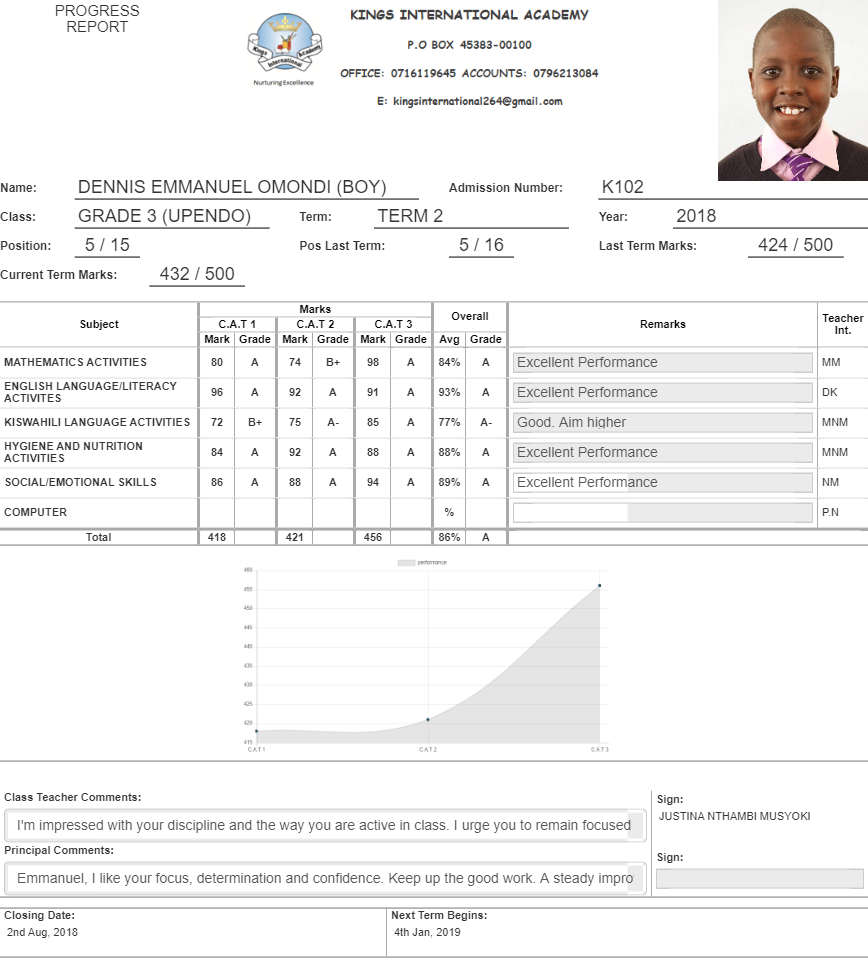 PROGRESS
REPORT
KINGS INTERNATIONAL ACADEMY
P.O BOX 45383-00100
OFFICE: 0716119645 ACCOUNTS: 0796213084
E: kingsinternational264@gmail.com
Kings Academy
International
Nurturing Excellence
Name: DENNIS EMMANUEL OMONDI (BOY) Admission Number: K102
Class: GRADE 3 (UPENDO) Term: TERM 2 Year: 2018
Position: 5 / 15 Pos Last Term: 5 / 16 Last Term Marks: 424 / 500
Current Term Marks: 432 / 500
Subject Marks Overall Remarks Teacher Int.
C.A.T 1 C.A.T 2 C.A.T 3
Mark Grade Mark Grade Mark Grade Avg Grade
MATHEMATICS ACTIVITIES 80 A 74 B+ 98 A 84% A Excellent Performance MM
ENGLISH LANGUAGE/LITERACY
ACTIVITES 96 A 92 A 91 A 93% A Excellent Performance DK
KISWAHILI LANGUAGE ACTIVITIES 72 B+ 75 A- 85 A 77% A- Good. Aim higher MNM
HYGIENE AND NUTRITION
ACTIVITIES 84 A 92 A 88 A 88% A Excellent Performance MNM
SOCIAL/EMOTIONAL SKILLS 86 A 88 A 94 A 89% A Excellent Performance NM
COMPUTER % P.N
Total 418 421 456 86% A
performance
460
455
450
445
440
435
430
425
420
415
CAT1 CAT2 CAT3
Class Teacher Comments:
I'm impressed with your discipline and the way you are active in class. I urge you to remain focused
Sign:
JUSTINA NTHAMBI MUSYOKI
Principal Comments:
Emmanuel, I like your focus, determination and confidence. Keep up the good work. A steady impro
Sign:
Closing Date: Next Term Begins:
2nd Aug, 2018 4th Jan, 2019